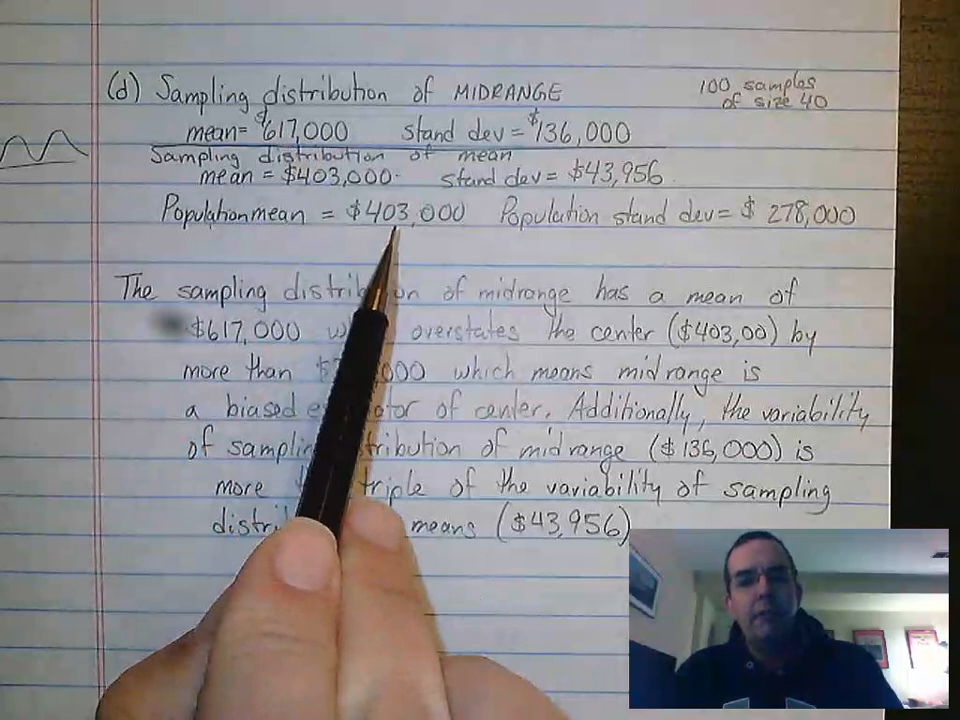 (d) Sampling distribution of MIDRANGE
100 samples
of size 40
mean= $617,000 stand dev = $136,000
Sampling distribution of mean
mean = $403,000. stand dev = $43,956
Population mean = $403,000 Population stand dev = $ 278,000
The sampling distribution of midrange has a mean of
$617,000 overstates the center ($403,00) by
more than 000 which means midrange is
a biased of center. Additionally, the variability
of sampling distribution of midrange ($136,000) is
more triple of the variability of sampling
means ($43,956)